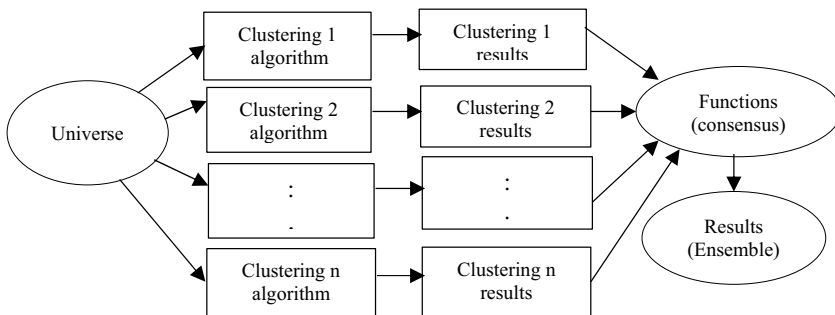 Clustering 1
algorithm
Clustering 1
results
Universe
Clustering 2
algorithm
Clustering 2
results
Functions
(consensus)
:
.
:
.
Results
(Ensemble)
Clustering n
algorithm
Clustering n
results